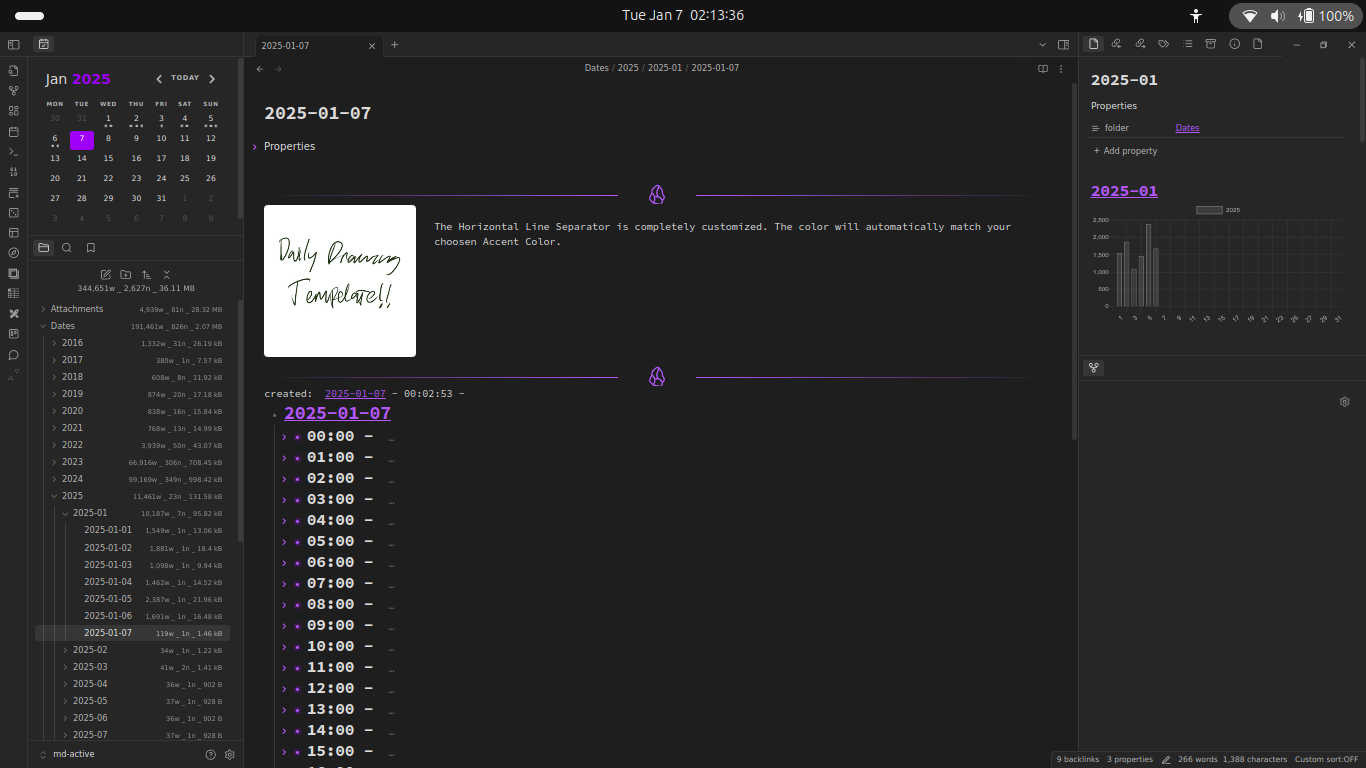 Tue Jan 7 02:13:36
100%
2025-01-07
Jan 2025
TODAY
MON TUE WED THU FRI SAT SUN
30 31 1 2 3 4 5
6 7 8 9 10 11 12
13 14 15 16 17 18 19
20 21 22 23 24 25 26
27 28 29 30 31 1 2
3 4 5 6 7 8 9
344,651w _ 2,627n _ 36.11 MB
Attachments 4,939w _ 81n _ 28.32 MB
Dates 191,461w _ 826n _ 2.07 MB
2016 1,332w _ 31n _ 26.19 kB
2017 380w _ 1n _ 7.57 kB
2018 608w _ 8n _ 11.92 kB
2019 874w _ 20n _ 17.18 kB
2020 838w _ 16n _ 15.84 kB
2021 768w _ 13n _ 14.99 kB
2022 3,939w _ 50n _ 43.07 kB
2023 66,916w _ 306n _ 708.45 kB
2024 99,169w _ 349n _ 998.42 kB
2025 11,461w _ 23n _ 131.58 kB
2025-01 10,187w _ 7n _ 95.82 kB
2025-01-01 1,549w _ 1n _ 13.06 kB
2025-01-02 1,881w _ 1n _ 18.4 kB
2025-01-03 1,098w _ 1n _ 9.94 kB
2025-01-04 1,462w _ 1n _ 14.52 kB
2025-01-05 2,387w _ 1n _ 21.96 kB
2025-01-06 1,691w _ 1n _ 16.48 kB
2025-01-07 119w _ 1n _ 1.46 kB
2025-02 34w _ 1n _ 1.22 kB
2025-03 41w _ 2n _ 1.41 kB
2025-04 36w _ 1n _ 902 B
2025-05 37w _ 1n _ 928 B
2025-06 36w _ 1n _ 902 B
2025-07 37w _ 1n _ 928 B
md-active
Dates / 2025 / 2025-01 / 2025-01-07
2025-01-07
Properties
Daily Drawing
Template!!
The Horizontal Line Separator is completely customized. The color will automatically match your
choosen Accent Color.
created: 2025-01-07 - 00:02:53 -
2025-01-07
00:00 - …
01:00 - …
02:00 - …
03:00 - …
04:00 - …
05:00 - …
06:00 - …
07:00 - …
08:00 - …
09:00 - …
10:00 - …
11:00 - …
12:00 - …
13:00 - …
14:00 - …
15:00 - …
2025-01
Properties
folder Dates
+ Add property
2025-01
2025
2,500
2,000
1,500
1,000
500
0
1 3 5 7 9 11 13 15 17 19 21 23 25 27 29 31
9 backlinks 3 properties 266 words 1,388 characters Custom sort:OFF